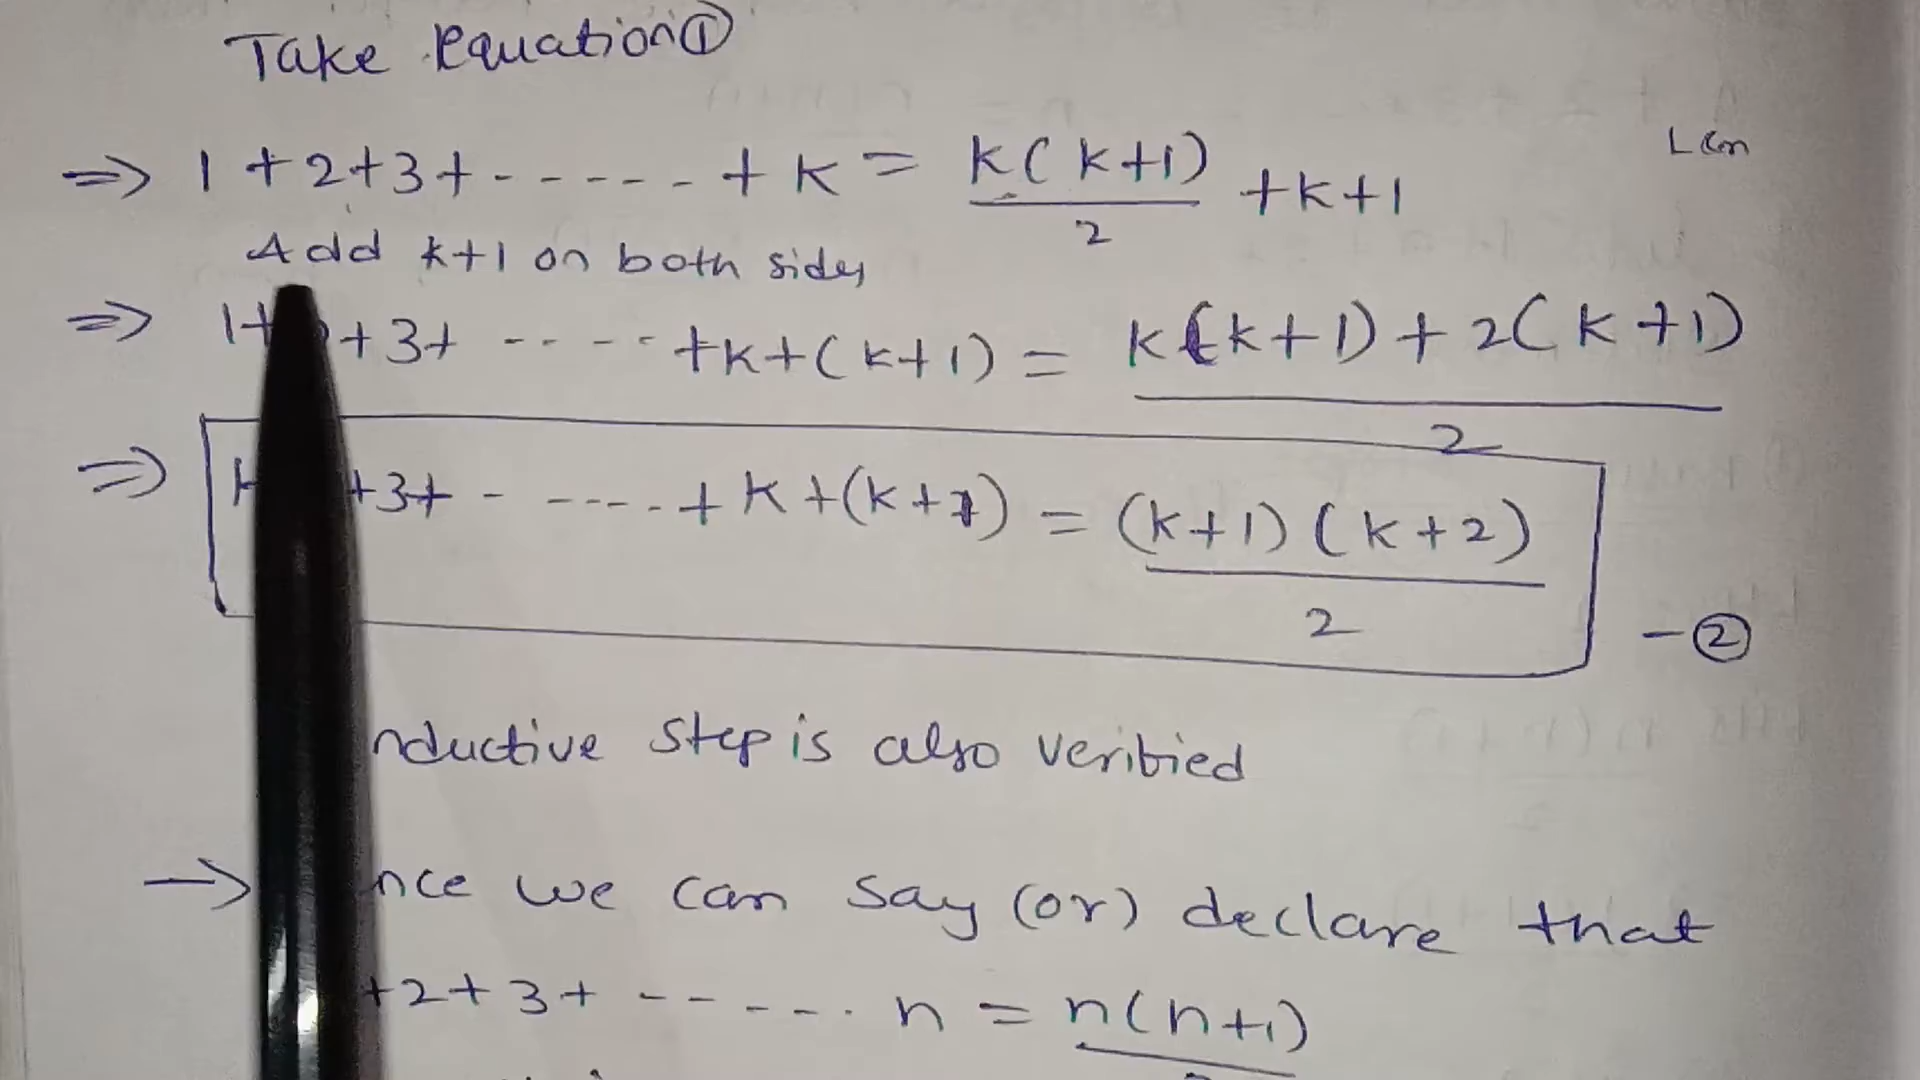 Take Equation①
⇒ 1+2+3+------+k = k(k+1)/2 +k+1
Lcm
Add k+1 on both sides
⇒ 1+ +3+ -----+k+(k+1) = k(k+1)+2(k+1)/2
⇒ +3+ - ----.+k+(k+1) = (k+1)(k+2)/2
-②
nductive step is also veribied
→ nce we can say (or) declare that
+2+3+ -----. n = n(n+1)